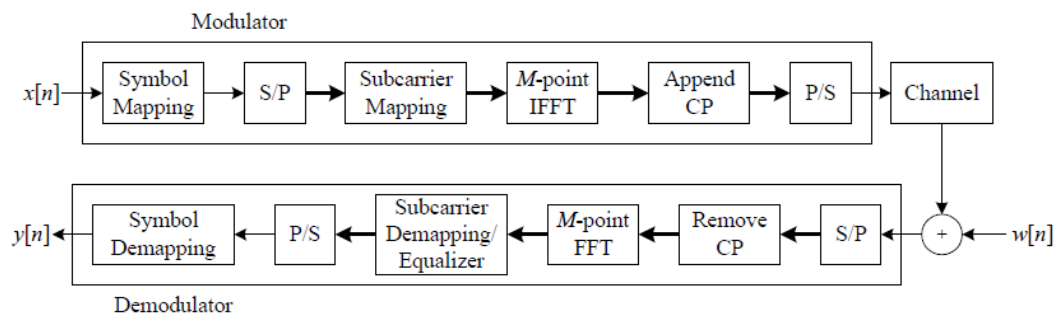 Modulator
x[n]
Symbol
Mapping
S/P
Subcarrier
Mapping
M-point
IFFT
Append
CP
P/S
Channel
y[n]
Symbol
Demapping
P/S
Subcarrier
Demapping/
Equalizer
M-point
FFT
Remove
CP
S/P
+
w[n]
Demodulator